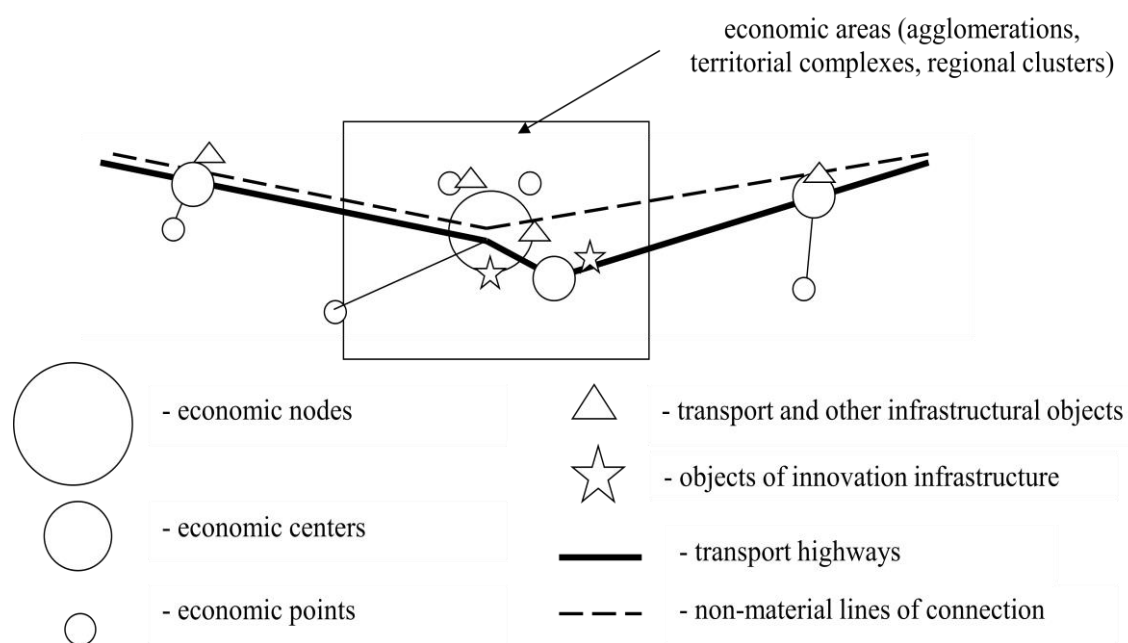 economic areas (agglomerations,
territorial complexes, regional clusters)
- economic nodes
- transport and other infrastructural objects
- objects of innovation infrastructure
- economic centers
- transport highways
- economic points
- non-material lines of connection